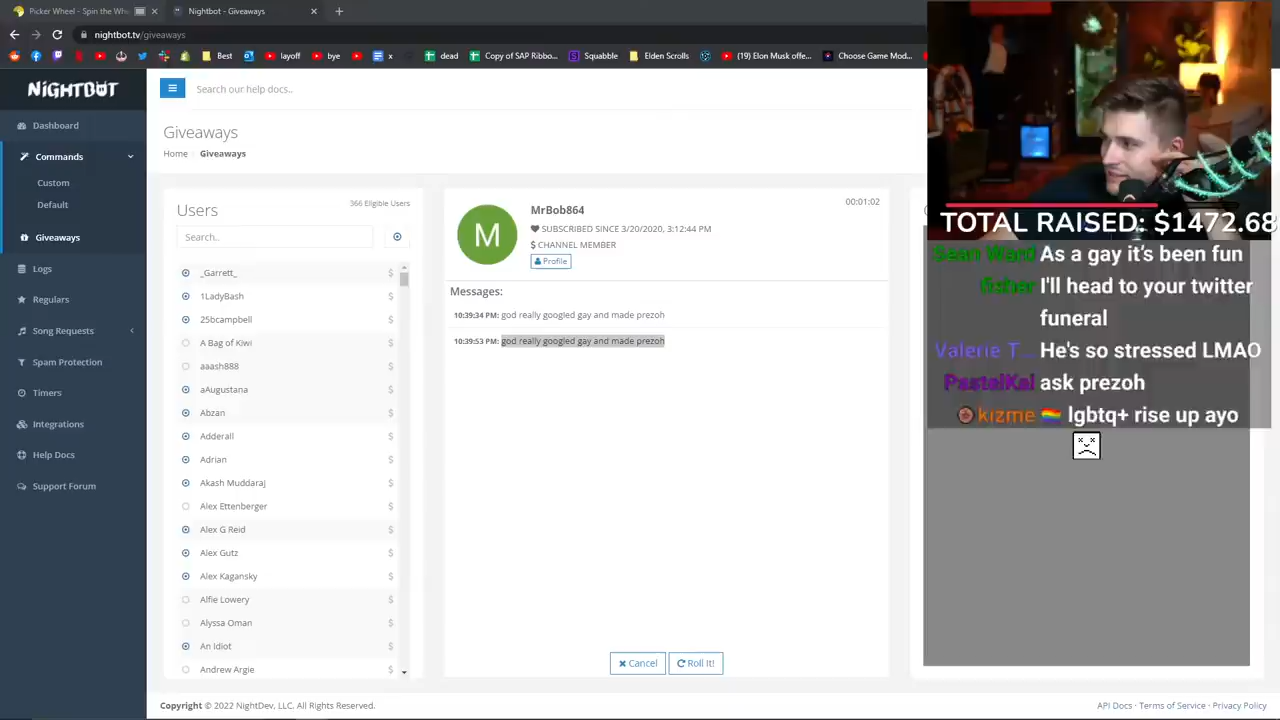 Picker Wheel - Spin the Whe
Nightbot - Giveaways
nightbot.tv/giveaways
Best
layoff
bye
x
dead
Copy of SAP Ribbo...
Squabble
Elden Scrolls
(19) Elon Musk offe...
Choose Game Mod...
NIGHTBOT
Search our help docs..
Dashboard
Commands
Custom
Default
Giveaways
Logs
Regulars
Song Requests
Spam Protection
Timers
Integrations
Help Docs
Support Forum
Giveaways
Home
Giveaways
Users
366 Eligible Users
Search..
_Garrett_ $
1LadyBash $
25bcampbell $
A Bag of Kiwi $
aaash888 $
aAugustana $
Abzan $
Adderall $
Adrian $
Akash Muddaraj $
Alex Ettenberger $
Alex G Reid $
Alex Gutz $
Alex Kagansky $
Alfie Lowery $
Alyssa Oman $
An Idiot $
Andrew Argie $
M
MrBob864
00:01:02
SUBSCRIBED SINCE 3/20/2020, 3:12:44 PM
$ CHANNEL MEMBER
Profile
Messages:
10:39:34 PM: god really googled gay and made prezoh
10:39:53 PM: god really googled gay and made prezoh
Cancel
Roll It!
TOTAL RAISED: $1472.68
Sean Ward As a gay it's been fun
fisher I'll head to your twitter
funeral
Valerie T... He's so stressed LMAO
PastelKai ask prezoh
kizme 🏳️‍🌈 lgbtq+ rise up ayo
Copyright © 2022 NightDev, LLC. All Rights Reserved.
API Docs · Terms of Service · Privacy Policy